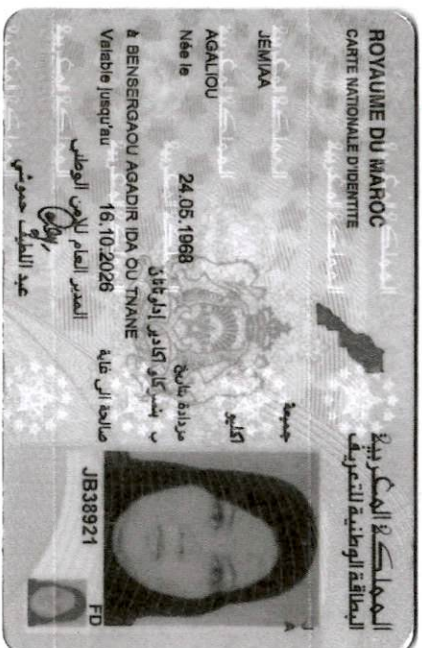 ROYAUME DU MAROC
المملكة المغربية
CARTE NATIONALE D'IDENTITE
البطاقة الوطنية للتعريف
JEMIAA
جميعة
AGALIOU
اكليو
Née le 24.05.1968 مزدادة بتاريخ
ب بنسركاو اكادير إداوتنان
à BENSERGAOU AGADIR IDA OU TNANE
Valable jusqu'au 16.10.2026 صالحة الى غاية
المدير العام للأمن الوطني
عبد اللطيف حموشي
JB38921
FD